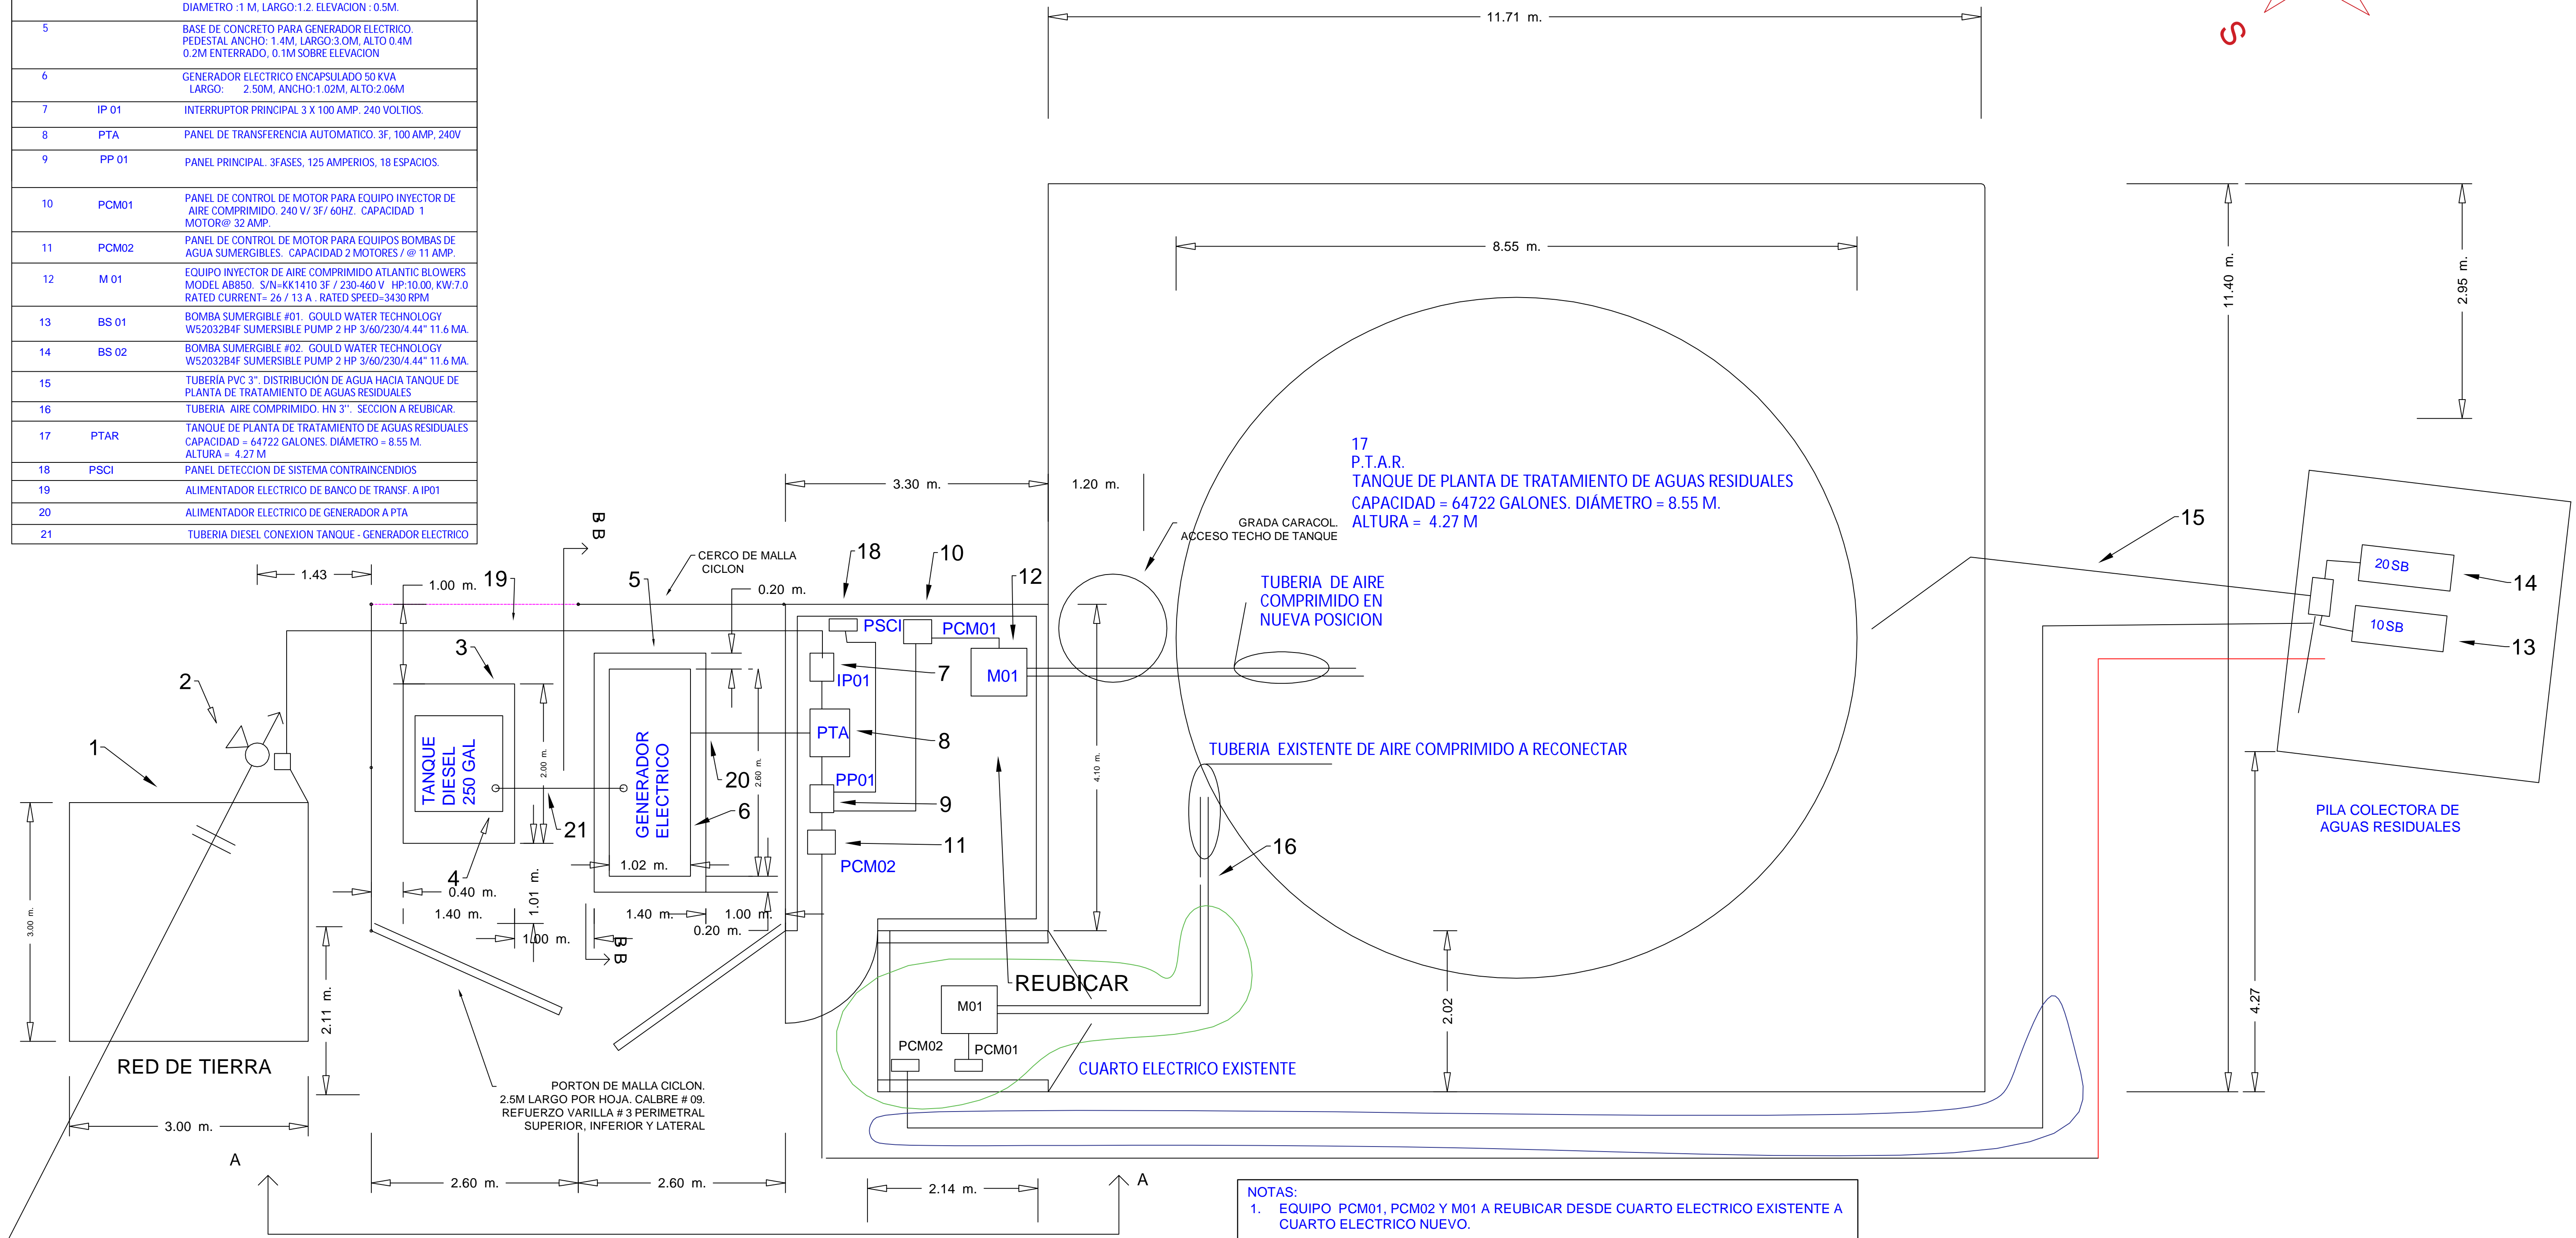 DIAMETRO :1 M, LARGO:1.2. ELEVACION : 0.5M.
5
BASE DE CONCRETO PARA GENERADOR ELECTRICO.
PEDESTAL ANCHO: 1.4M, LARGO:3.OM, ALTO 0.4M
0.2M ENTERRADO, 0.1M SOBRE ELEVACION
6
GENERADOR ELECTRICO ENCAPSULADO 50 KVA
LARGO: 2.50M, ANCHO:1.02M, ALTO:2.06M
7 IP 01 INTERRUPTOR PRINCIPAL 3 X 100 AMP. 240 VOLTIOS.
8 PTA PANEL DE TRANSFERENCIA AUTOMATICO. 3F, 100 AMP, 240V
9 PP 01 PANEL PRINCIPAL. 3FASES, 125 AMPERIOS, 18 ESPACIOS.
10 PCM01
PANEL DE CONTROL DE MOTOR PARA EQUIPO INYECTOR DE
AIRE COMPRIMIDO. 240 V/ 3F/ 60HZ. CAPACIDAD 1
MOTOR@ 32 AMP.
11 PCM02
PANEL DE CONTROL DE MOTOR PARA EQUIPOS BOMBAS DE
AGUA SUMERGIBLES. CAPACIDAD 2 MOTORES / @ 11 AMP.
12 M 01
EQUIPO INYECTOR DE AIRE COMPRIMIDO ATLANTIC BLOWERS
MODEL AB850. S/N=KK1410 3F / 230-460 V HP:10.00, KW:7.0
RATED CURRENT= 26 / 13 A . RATED SPEED=3430 RPM
13 BS 01
BOMBA SUMERGIBLE #01. GOULD WATER TECHNOLOGY
W52032B4F SUMERSIBLE PUMP 2 HP 3/60/230/4.44" 11.6 MA.
14 BS 02
BOMBA SUMERGIBLE #02. GOULD WATER TECHNOLOGY
W52032B4F SUMERSIBLE PUMP 2 HP 3/60/230/4.44" 11.6 MA.
15
TUBERÍA PVC 3". DISTRIBUCIÓN DE AGUA HACIA TANQUE DE
PLANTA DE TRATAMIENTO DE AGUAS RESIDUALES
16 TUBERIA AIRE COMPRIMIDO. HN 3''. SECCION A REUBICAR.
17 PTAR
TANQUE DE PLANTA DE TRATAMIENTO DE AGUAS RESIDUALES
CAPACIDAD = 64722 GALONES. DIÁMETRO = 8.55 M.
ALTURA = 4.27 M
18 PSCI PANEL DETECCION DE SISTEMA CONTRAINCENDIOS
19 ALIMENTADOR ELECTRICO DE BANCO DE TRANSF. A IP01
20 ALIMENTADOR ELECTRICO DE GENERADOR A PTA
21 TUBERIA DIESEL CONEXION TANQUE - GENERADOR ELECTRICO
11.71 m.
S
8.55 m.
11.40 m.
2.95 m.
17
P.T.A.R.
TANQUE DE PLANTA DE TRATAMIENTO DE AGUAS RESIDUALES
CAPACIDAD = 64722 GALONES. DIÁMETRO = 8.55 M.
ALTURA = 4.27 M
3.30 m.
1.20 m.
GRADA CARACOL.
ACCESO TECHO DE TANQUE
15
B B
CERCO DE MALLA
CICLON
18
10
12
1.43
1.00 m.
19
5
0.20 m.
TUBERIA DE AIRE
COMPRIMIDO EN
NUEVA POSICION
20SB
14
10SB
13
PSCI
PCM01
3
7
IP01
M01
2
1
TANQUE
DIESEL
250 GAL
2.00 m.
GENERADOR
ELECTRICO
PTA
8
4.10 m.
TUBERIA EXISTENTE DE AIRE COMPRIMIDO A RECONECTAR
20
2.60 m.
PP01
9
6
21
11
PCM02
16
PILA COLECTORA DE
AGUAS RESIDUALES
1.02 m.
4
0.40 m.
1.01 m.
1.40 m.
1.40 m.
1.00 m.
0.20 m.
1.00 m.
B B
3.00 m.
2.11 m.
REUBICAR
2.02
4.27
M01
PCM02
PCM01
CUARTO ELECTRICO EXISTENTE
RED DE TIERRA
PORTON DE MALLA CICLON.
2.5M LARGO POR HOJA. CALBRE # 09.
REFUERZO VARILLA # 3 PERIMETRAL
SUPERIOR, INFERIOR Y LATERAL
3.00 m.
A
A
2.60 m.
2.60 m.
2.14 m.
NOTAS:
1. EQUIPO PCM01, PCM02 Y M01 A REUBICAR DESDE CUARTO ELECTRICO EXISTENTE A
CUARTO ELECTRICO NUEVO.